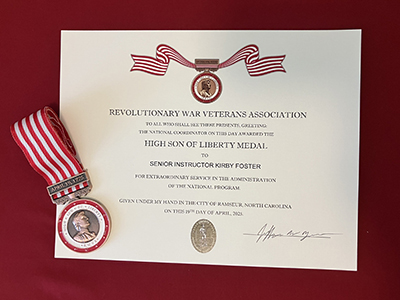 REVOLUTIONARY WAR VETERANS ASSOCIATION
TO ALL WHO SHALL SEE THESE PRESENTS, GREETING
THE NATIONAL COORDINATOR ON THIS DAY AWARDED THE
HIGH SON OF LIBERTY MEDAL
TO
SENIOR INSTRUCTOR KIRBY FOSTER
FOR EXTRAORDINARY SERVICE IN THE ADMINISTRATION
OF THE NATIONAL PROGRAM
GIVEN UNDER MY HAND IN THE CITY OF RAMSEUR, NORTH CAROLINA
ON THIS 19TH DAY OF APRIL, 2025